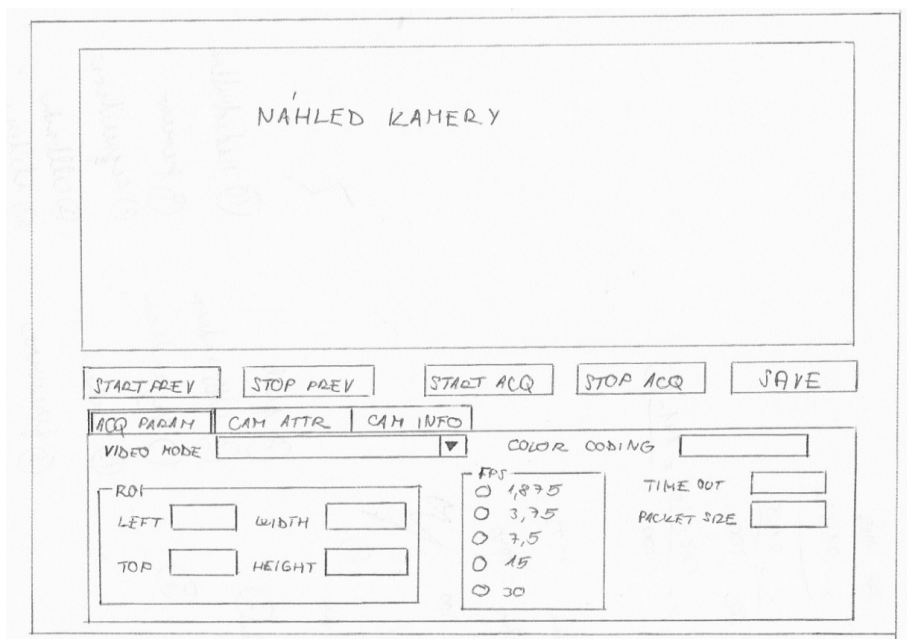 NÁHLED KAMERY
START PREV STOP PREV START ACQ STOP ACQ SAVE
ACQ PARAM CAM ATTR CAM INFO
VIDEO MODE COLOR CODING
ROI
LEFT WIDTH
TOP HEIGHT
FPS
1,875
3,75
7,5
15
30
TIME OUT
PACKET SIZE